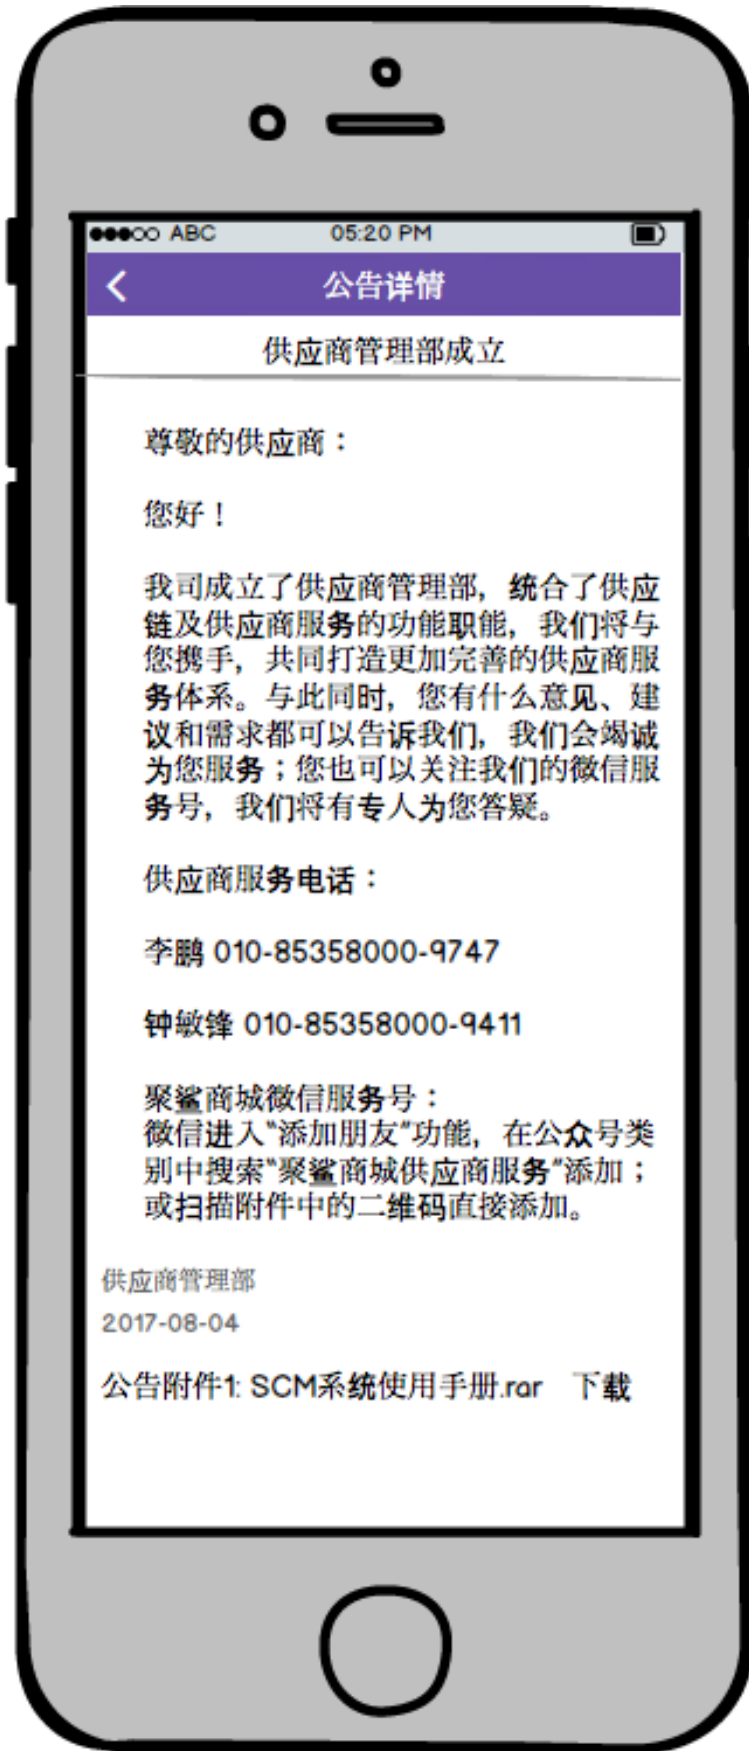 ABC 05:20 PM
公告详情
供应商管理部成立
尊敬的供应商：
您好！
我司成立了供应商管理部，统合了供应
链及供应商服务的功能职能，我们将与
您携手，共同打造更加完善的供应商服
务体系。与此同时，您有什么意见、建
议和需求都可以告诉我们，我们会竭诚
为您服务；您也可以关注我们的微信服
务号，我们将有专人为您答疑。
供应商服务电话：
李鹏 010-85358000-9747
钟敏锋 010-85358000-9411
聚鲨商城微信服务号：
微信进入“添加朋友”功能，在公众号类
别中搜索“聚鲨商城供应商服务”添加；
或扫描附件中的二维码直接添加。
供应商管理部
2017-08-04
公告附件1: SCM系统使用手册.rar 下载